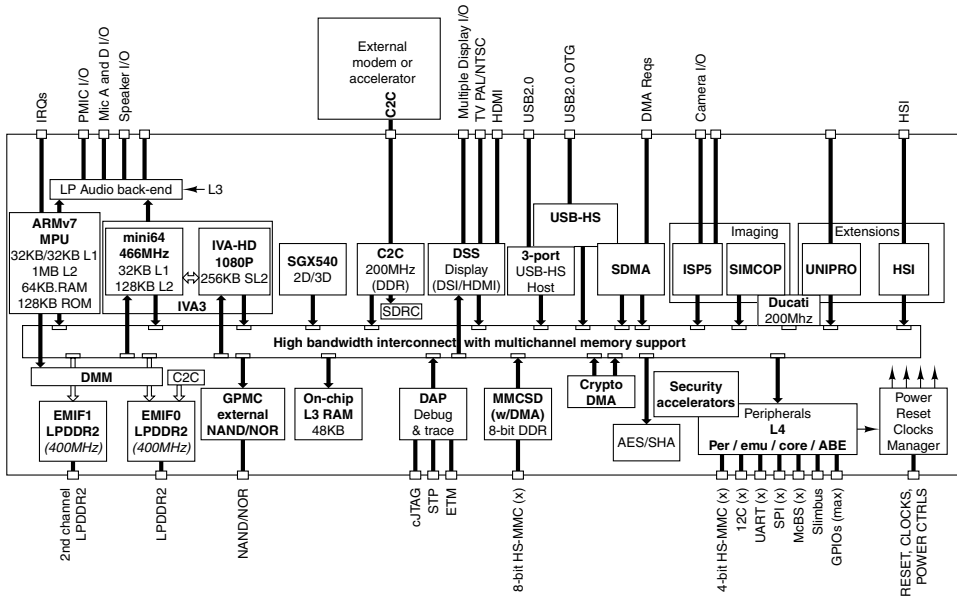 IRQs
PMIC I/O
Mic A and D I/O
Speaker I/O
External
modem or
accelerator
C2C
Multiple Display I/O
TV PAL/NTSC
HDMI
USB2.0
USB2.0 OTG
DMA Reqs
Camera I/O
HSI
LP Audio back-end
L3
ARMv7
MPU
32KB/32KB L1
1MB L2
64KB.RAM
128KB ROM
mini64
466MHz
32KB L1
128KB L2
IVA-HD
1080P
256KB SL2
IVA3
SGX540
2D/3D
C2C
200MHz
(DDR)
SDRC
DSS
Display
(DSI/HDMI)
3-port
USB-HS
Host
USB-HS
SDMA
Imaging
ISP5
SIMCOP
Extensions
UNIPRO
HSI
Ducati
200Mhz
High bandwidth interconnect, with multichannel memory support
DMM
C2C
EMIF1
LPDDR2
(400MHz)
EMIF0
LPDDR2
(400MHz)
GPMC
external
NAND/NOR
On-chip
L3 RAM
48KB
DAP
Debug
& trace
MMCSD
(w/DMA)
8-bit DDR
Crypto
DMA
AES/SHA
Security
accelerators
Peripherals
L4
Per / emu / core / ABE
Power
Reset
Clocks
Manager
2nd channel
LPDDR2
LPDDR2
NAND/NOR
cJTAG
STP
ETM
8-bit HS-MMC (x)
4-bit HS-MMC (x)
12C (x)
UART (x)
SPI (x)
McBS (x)
Slimbus
GPIOs (max)
RESET, CLOCKS,
POWER CTRLS